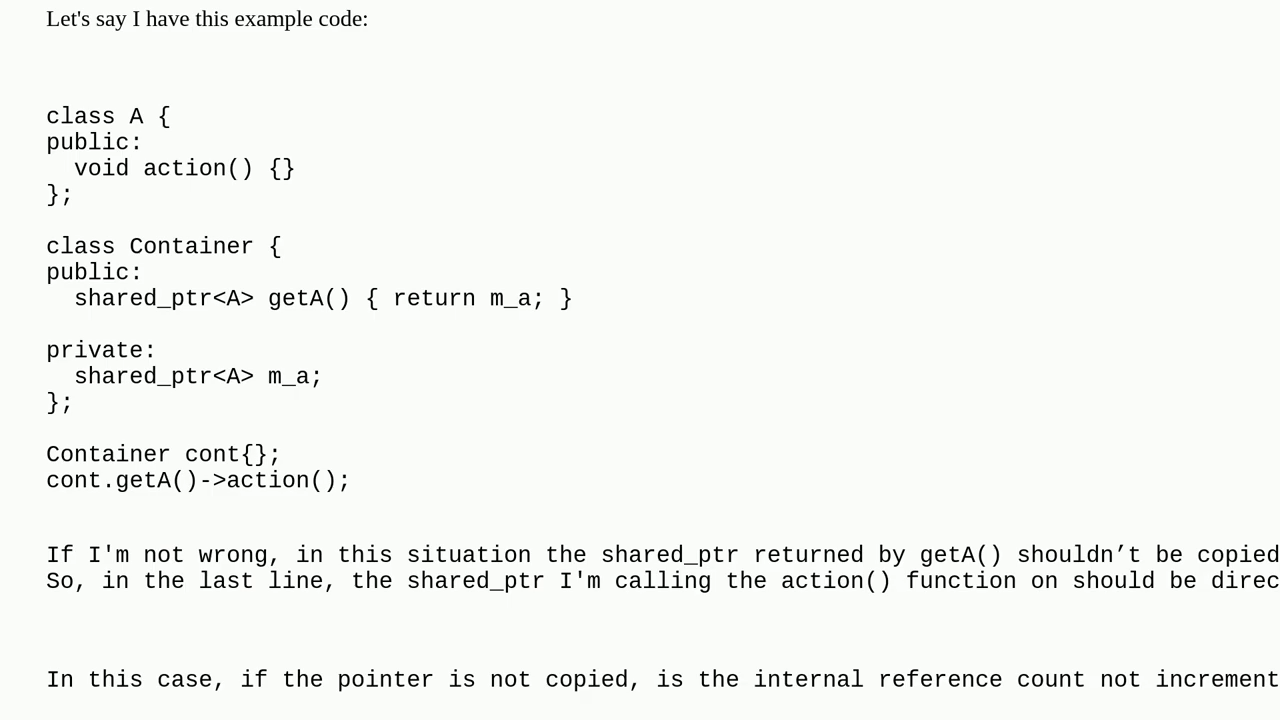 Let's say I have this example code:
class A {
public:
  void action() {}
};
class Container {
public:
  shared_ptr<A> getA() { return m_a; }
private:
  shared_ptr<A> m_a;
};
Container cont{};
cont.getA()->action();
If I'm not wrong, in this situation the shared_ptr returned by getA() shouldn’t be copied
So, in the last line, the shared_ptr I'm calling the action() function on should be direc
In this case, if the pointer is not copied, is the internal reference count not increment